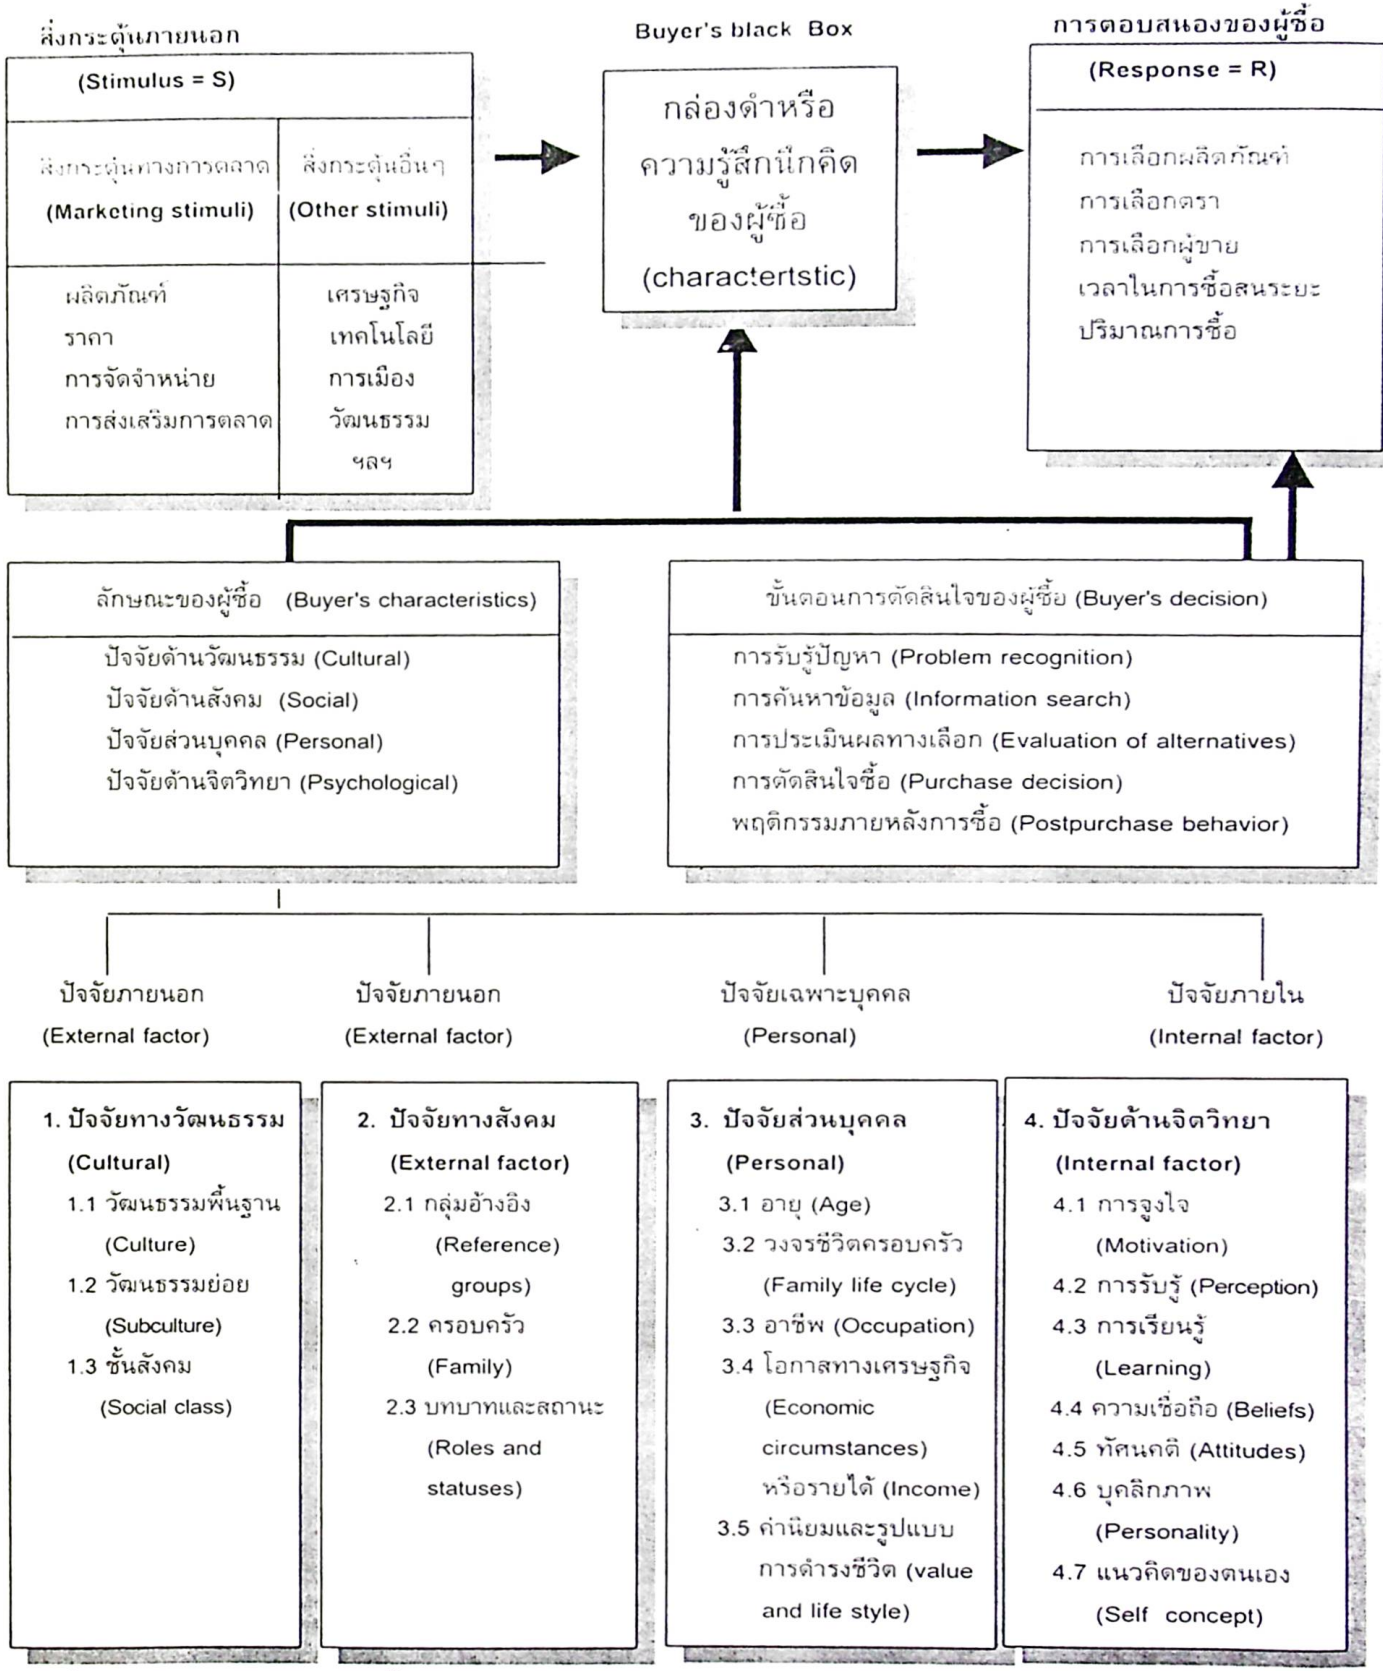 สิ่งกระตุ้นภายนอก
(Stimulus = S)
สิ่งกระตุ้นทางการตลาด
(Marketing stimuli)
สิ่งกระตุ้นอื่นๆ
(Other stimuli)
ผลิตภัณฑ์
ราคา
การจัดจำหน่าย
การส่งเสริมการตลาด
เศรษฐกิจ
เทคโนโลยี
การเมือง
วัฒนธรรม
ฯลฯ
Buyer's black Box
กล่องดำหรือ
ความรู้สึกนึกคิด
ของผู้ซื้อ
(charactertstic)
การตอบสนองของผู้ซื้อ
(Response = R)
การเลือกผลิตภัณฑ์
การเลือกตรา
การเลือกผู้ขาย
เวลาในการซื้อสนระยะ
ปริมาณการซื้อ
ลักษณะของผู้ซื้อ (Buyer's characteristics)
ปัจจัยด้านวัฒนธรรม (Cultural)
ปัจจัยด้านสังคม (Social)
ปัจจัยส่วนบุคคล (Personal)
ปัจจัยด้านจิตวิทยา (Psychological)
ขั้นตอนการตัดสินใจของผู้ซื้อ (Buyer's decision)
การรับรู้ปัญหา (Problem recognition)
การค้นหาข้อมูล (Information search)
การประเมินผลทางเลือก (Evaluation of alternatives)
การตัดสินใจซื้อ (Purchase decision)
พฤติกรรมภายหลังการซื้อ (Postpurchase behavior)
ปัจจัยภายนอก
(External factor)
ปัจจัยภายนอก
(External factor)
ปัจจัยเฉพาะบุคคล
(Personal)
ปัจจัยภายใน
(Internal factor)
1. ปัจจัยทางวัฒนธรรม
(Cultural)
1.1 วัฒนธรรมพื้นฐาน
(Culture)
1.2 วัฒนธรรมย่อย
(Subculture)
1.3 ชั้นสังคม
(Social class)
2. ปัจจัยทางสังคม
(External factor)
2.1 กลุ่มอ้างอิง
(Reference)
groups)
2.2 ครอบครัว
(Family)
2.3 บทบาทและสถานะ
(Roles and
statuses)
3. ปัจจัยส่วนบุคคล
(Personal)
3.1 อายุ (Age)
3.2 วงจรชีวิตครอบครัว
(Family life cycle)
3.3 อาชีพ (Occupation)
3.4 โอกาสทางเศรษฐกิจ
(Economic
circumstances)
หรือรายได้ (Income)
3.5 ค่านิยมและรูปแบบ
การดำรงชีวิต (value
and life style)
4. ปัจจัยด้านจิตวิทยา
(Internal factor)
4.1 การจูงใจ
(Motivation)
4.2 การรับรู้ (Perception)
4.3 การเรียนรู้
(Learning)
4.4 ความเชื่อถือ (Beliefs)
4.5 ทัศนคติ (Attitudes)
4.6 บุคลิกภาพ
(Personality)
4.7 แนวคิดของตนเอง
(Self concept)